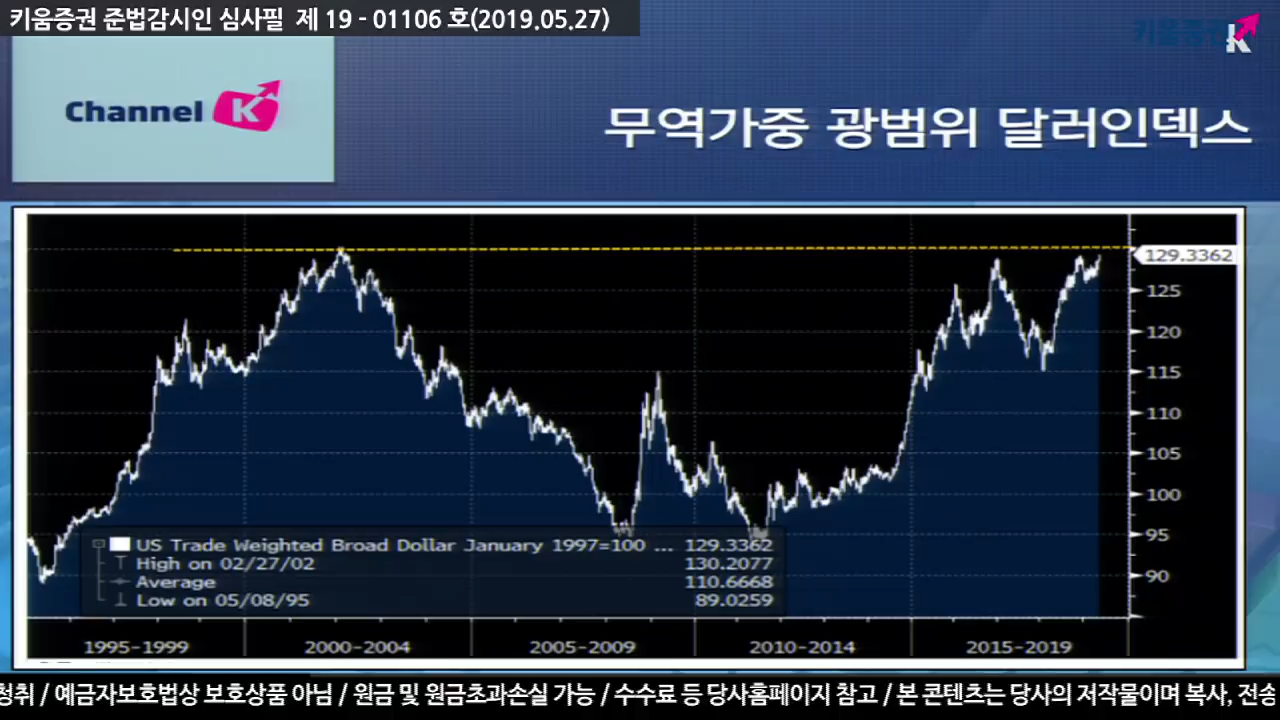 키움증권 준법감시인 심사필 제 19 - 01106 호(2019.05.27)
키움증권
K
Channel K
무역가중 광범위 달러인덱스
129.3362
125
120
115
110
105
100
95
90
US Trade Weighted Broad Dollar January 1997=100 ... 129.3362
High on 02/27/02 130.2077
Average 110.6668
Low on 05/08/95 89.0259
1995-1999 2000-2004 2005-2009 2010-2014 2015-2019
청취 / 예금자보호법상 보호상품 아님 / 원금 및 원금초과손실 가능 / 수수료 등 당사홈페이지 참고 / 본 콘텐츠는 당사의 저작물이며 복사, 전송